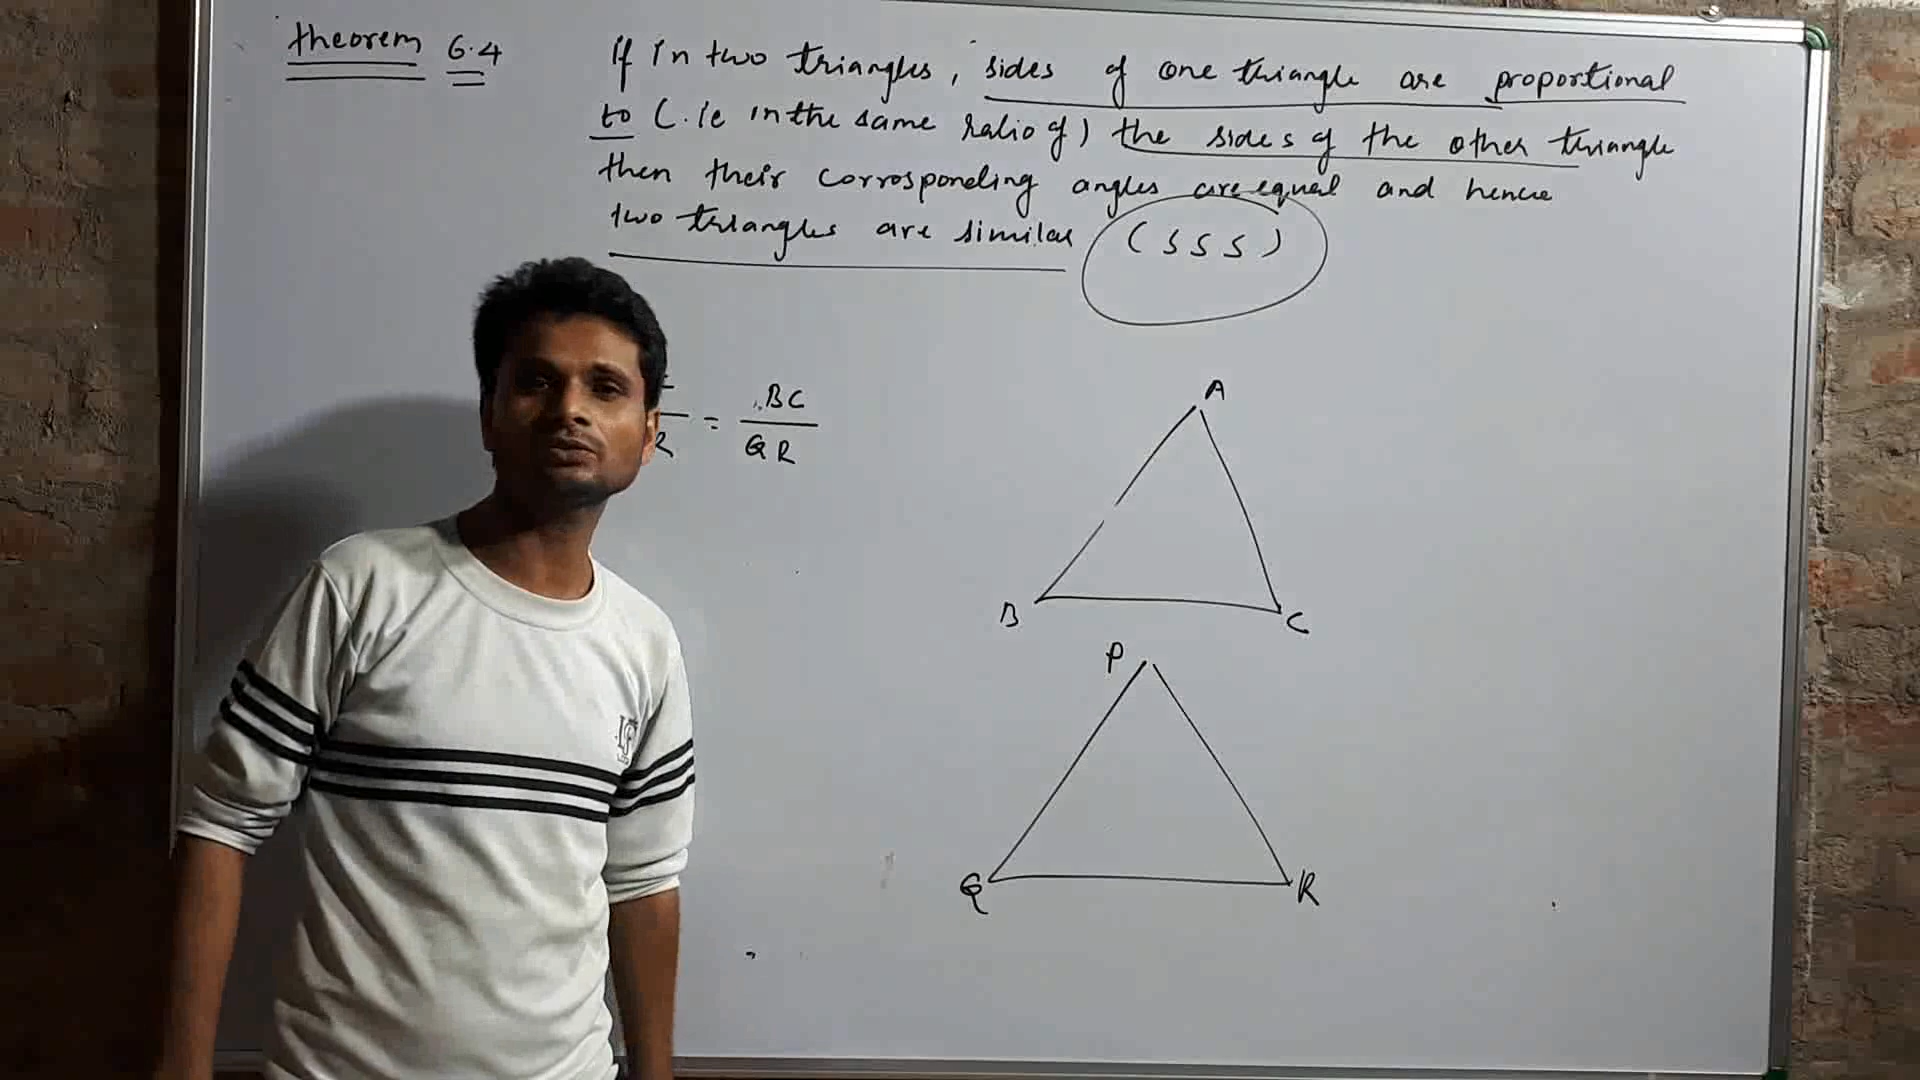 theorem 6.4
If in two triangles, sides of one triangle are proportional
to (.ie in the same ratio of) the sides of the other triangle
then their corrosponding angles are equal and hence
two triangles are similar (SSS)
R = BC
QR
A
B C
P
Q R